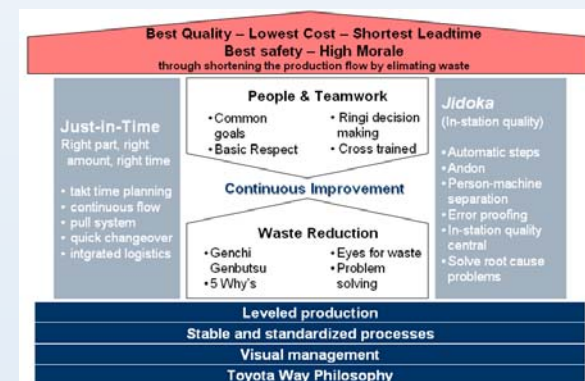 Best Quality – Lowest Cost – Shortest Leadtime
Best safety – High Morale
through shortening the production flow by elimating waste
Just-In-Time
Right part, right
amount, right time
• takt time planning
• continuous flow
• pull system
• quick changeover
• intgrated logistics
People & Teamwork
• Common
goals
• Basic Respect
• Ringi decision
making
• Cross trained
Continuous Improvement
Waste Reduction
• Genchi
Genbutsu
• 5 Why's
• Eyes for waste
• Problem
solving
Jidoka
(In-station quality)
• Automatic steps
• Andon
• Person-machine
separation
• Error proofing
• In-station quality
central
• Solve root cause
problems
Leveled production
Stable and standardized processes
Visual management
Toyota Way Philosophy